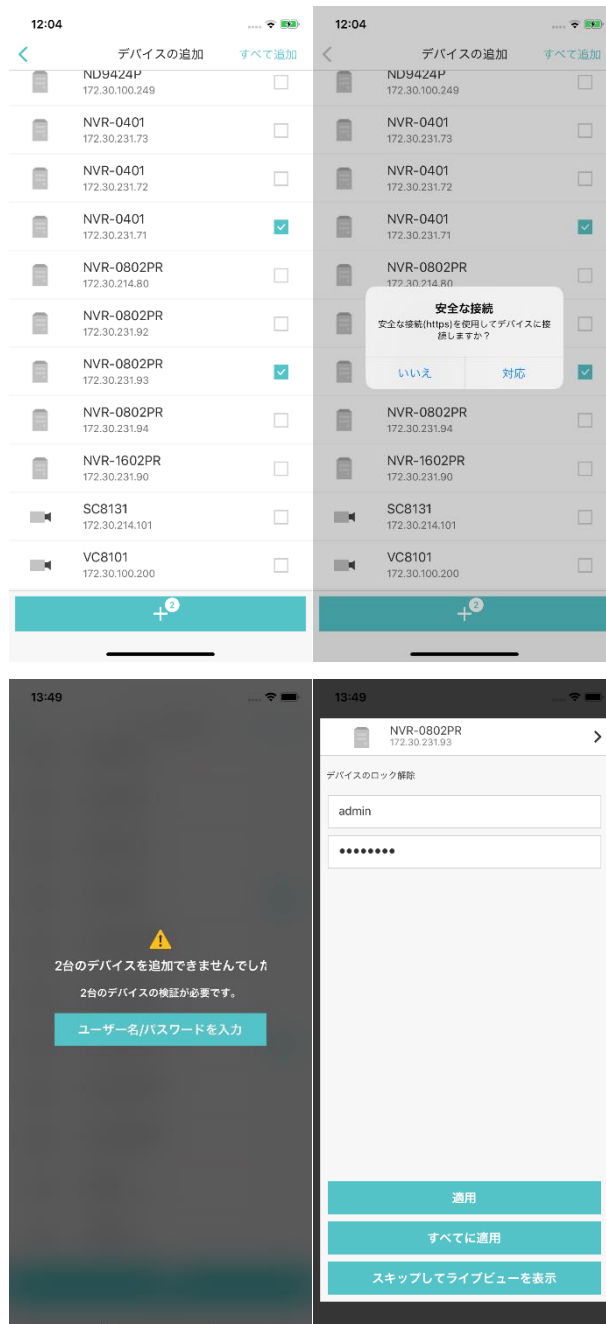 12:04
デバイスの追加
すべて追加
ND9424P
172.30.100.249
NVR-0401
172.30.231.73
NVR-0401
172.30.231.72
NVR-0401
172.30.231.71
NVR-0802PR
172.30.214.80
NVR-0802PR
172.30.231.92
NVR-0802PR
172.30.231.93
NVR-0802PR
172.30.231.94
NVR-1602PR
172.30.231.90
SC8131
172.30.214.101
VC8101
172.30.100.200
+2
12:04
デバイスの追加
すべて追加
ND9424P
172.30.100.249
NVR-0401
172.30.231.73
NVR-0401
172.30.231.72
NVR-0401
172.30.231.71
NVR-0802PR
172.30.214.80
安全な接続
安全な接続(https)を使用してデバイスに接
続しますか？
いいえ
対応
NVR-0802PR
172.30.231.94
NVR-1602PR
172.30.231.90
SC8131
172.30.214.101
VC8101
172.30.100.200
+2
13:49
2台のデバイスを追加できませんでした
2台のデバイスの検証が必要です。
ユーザー名/パスワードを入力
13:49
NVR-0802PR
172.30.231.93
デバイスのロック解除
admin
••••••••
適用
すべてに適用
スキップしてライブビューを表示